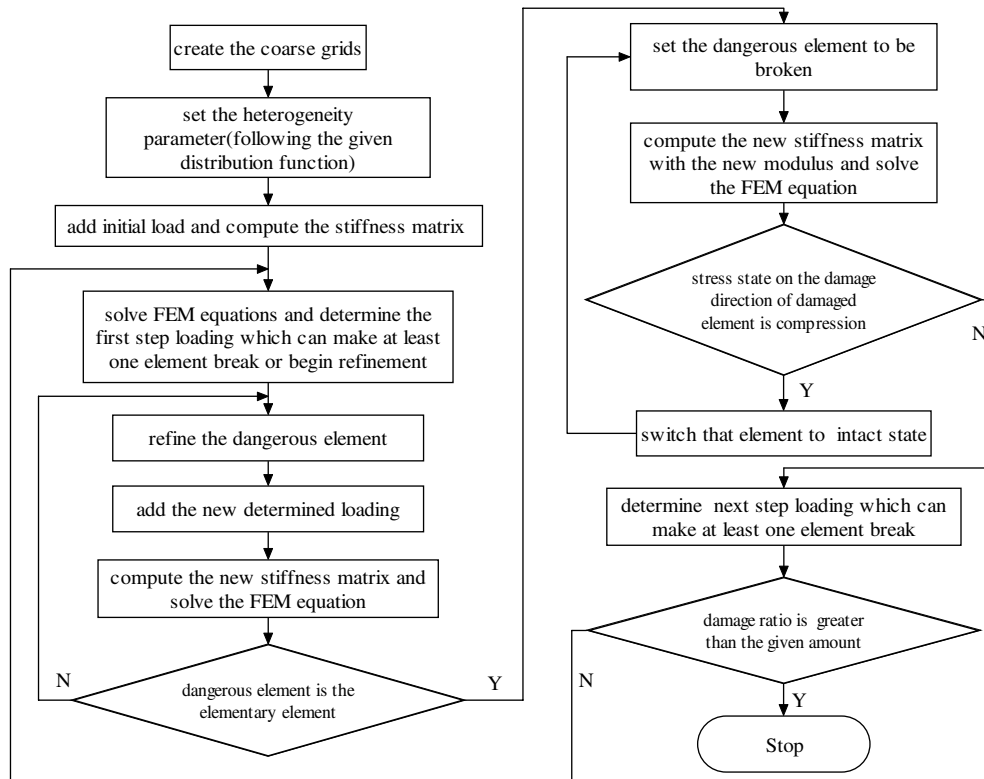 create the coarse grids
set the heterogeneity
parameter(following the given
distribution function)
add initial load and compute the stiffness matrix
solve FEM equations and determine the
first step loading which can make at least
one element break or begin refinement
refine the dangerous element
add the new determined loading
compute the new stiffness matrix and
solve the FEM equation
dangerous element is the
elementary element
N
Y
set the dangerous element to be
broken
compute the new stiffness matrix
with the new modulus and solve
the FEM equation
stress state on the damage
direction of damaged
element is compression
N
Y
switch that element to intact state
determine next step loading which can
make at least one element break
damage ratio is greater
than the given amount
N
Y
Stop